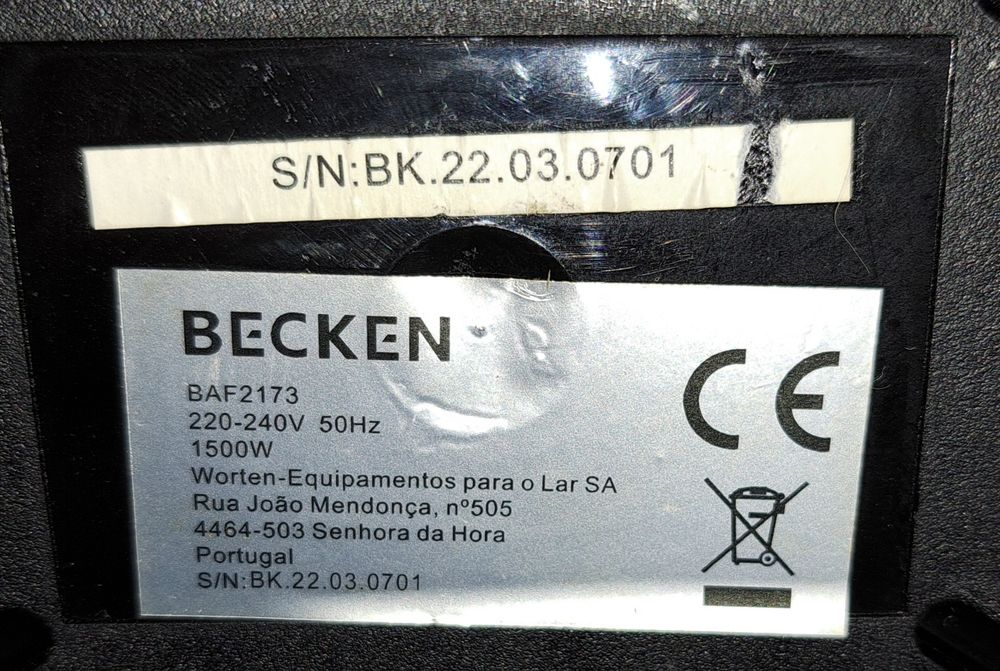 S/N:BK.22.03.0701
BECKEN
BAF2173
220-240V 50Hz
1500W
Worten-Equipamentos para o Lar SA
Rua João Mendonça, nº505
4464-503 Senhora da Hora
Portugal
S/N:BK.22.03.0701
CE